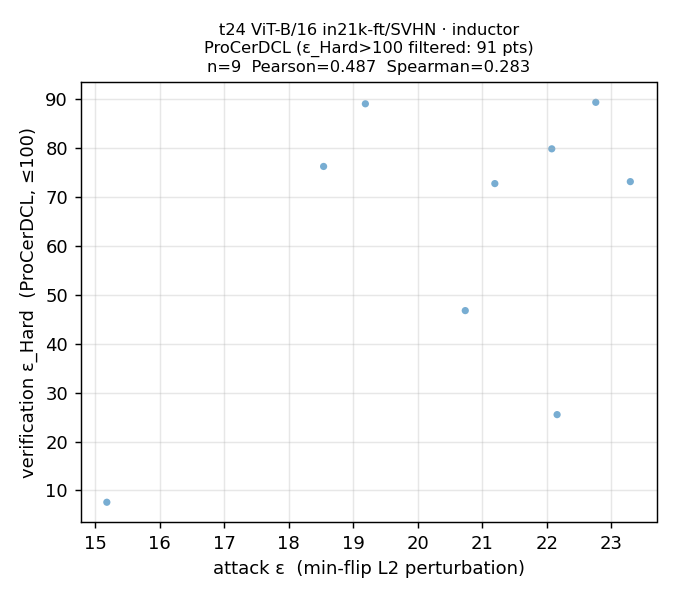 t24 ViT-B/16 in21k-ft/SVHN · inductor
ProCerDCL (ε_Hard>100 filtered: 91 pts)
n=9  Pearson=0.487  Spearman=0.283
verification ε_Hard  (ProCerDCL, ≤100)
90
80
70
60
50
40
30
20
10
15 16 17 18 19 20 21 22 23
attack ε  (min-flip L2 perturbation)